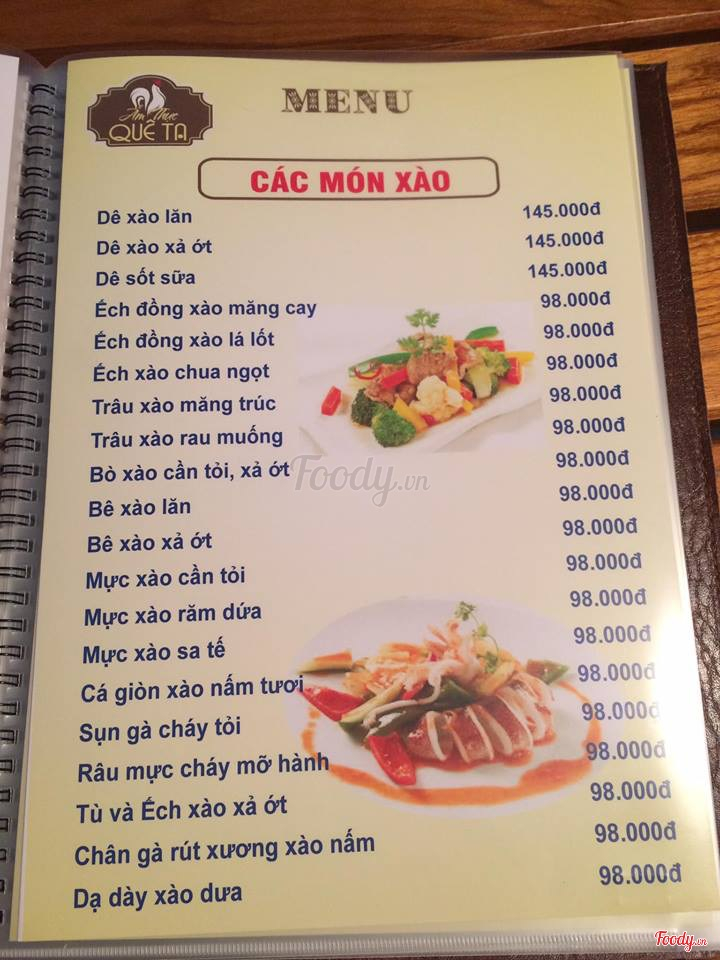 Ẩm Thực
QUÊ TA
MENU
CÁC MÓN XÀO
Dê xào lăn 145.000đ
Dê xào xả ớt 145.000đ
Dê sốt sữa 145.000đ
Ếch đồng xào măng cay 98.000đ
Ếch đồng xào lá lốt 98.000đ
Ếch xào chua ngọt 98.000đ
Trâu xào măng trúc 98.000đ
Trâu xào rau muống 98.000đ
Bò xào cần tỏi, xả ớt 98.000đ
Bê xào lăn 98.000đ
Bê xào xả ớt 98.000đ
Mực xào cần tỏi 98.000đ
Mực xào răm dứa 98.000đ
Mực xào sa tế 98.000đ
Cá giòn xào nấm tươi 98.000đ
Sụn gà cháy tỏi 98.000đ
Râu mực cháy mỡ hành 98.000đ
Tù và Ếch xào xả ớt 98.000đ
Chân gà rút xương xào nấm 98.000đ
Dạ dày xào dưa 98.000đ
Foody.vn
Foody.vn